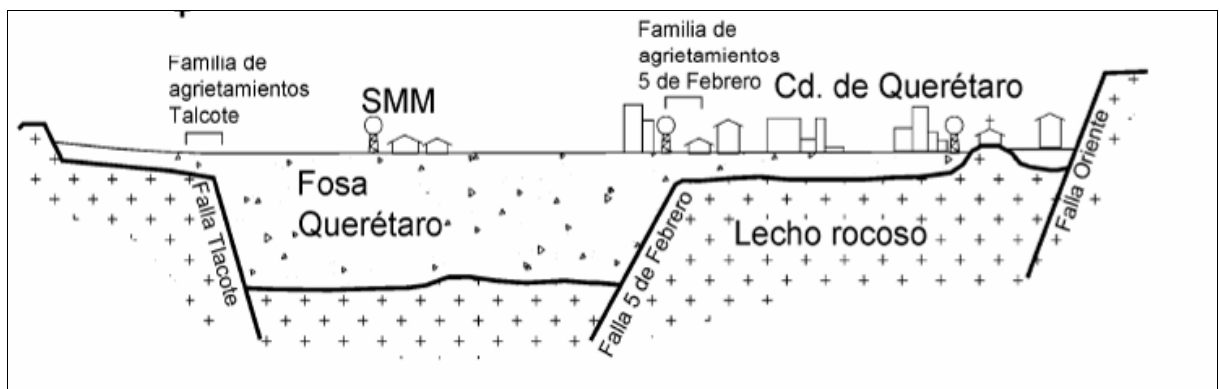 Familia de
agrietamientos
Talcote
SMM
Familia de
agrietamientos
5 de Febrero
Cd. de Querétaro
Fosa
Querétaro
Falla Tlacote
Falla 5 de Febrero
Lecho rocoso
Falla Oriente